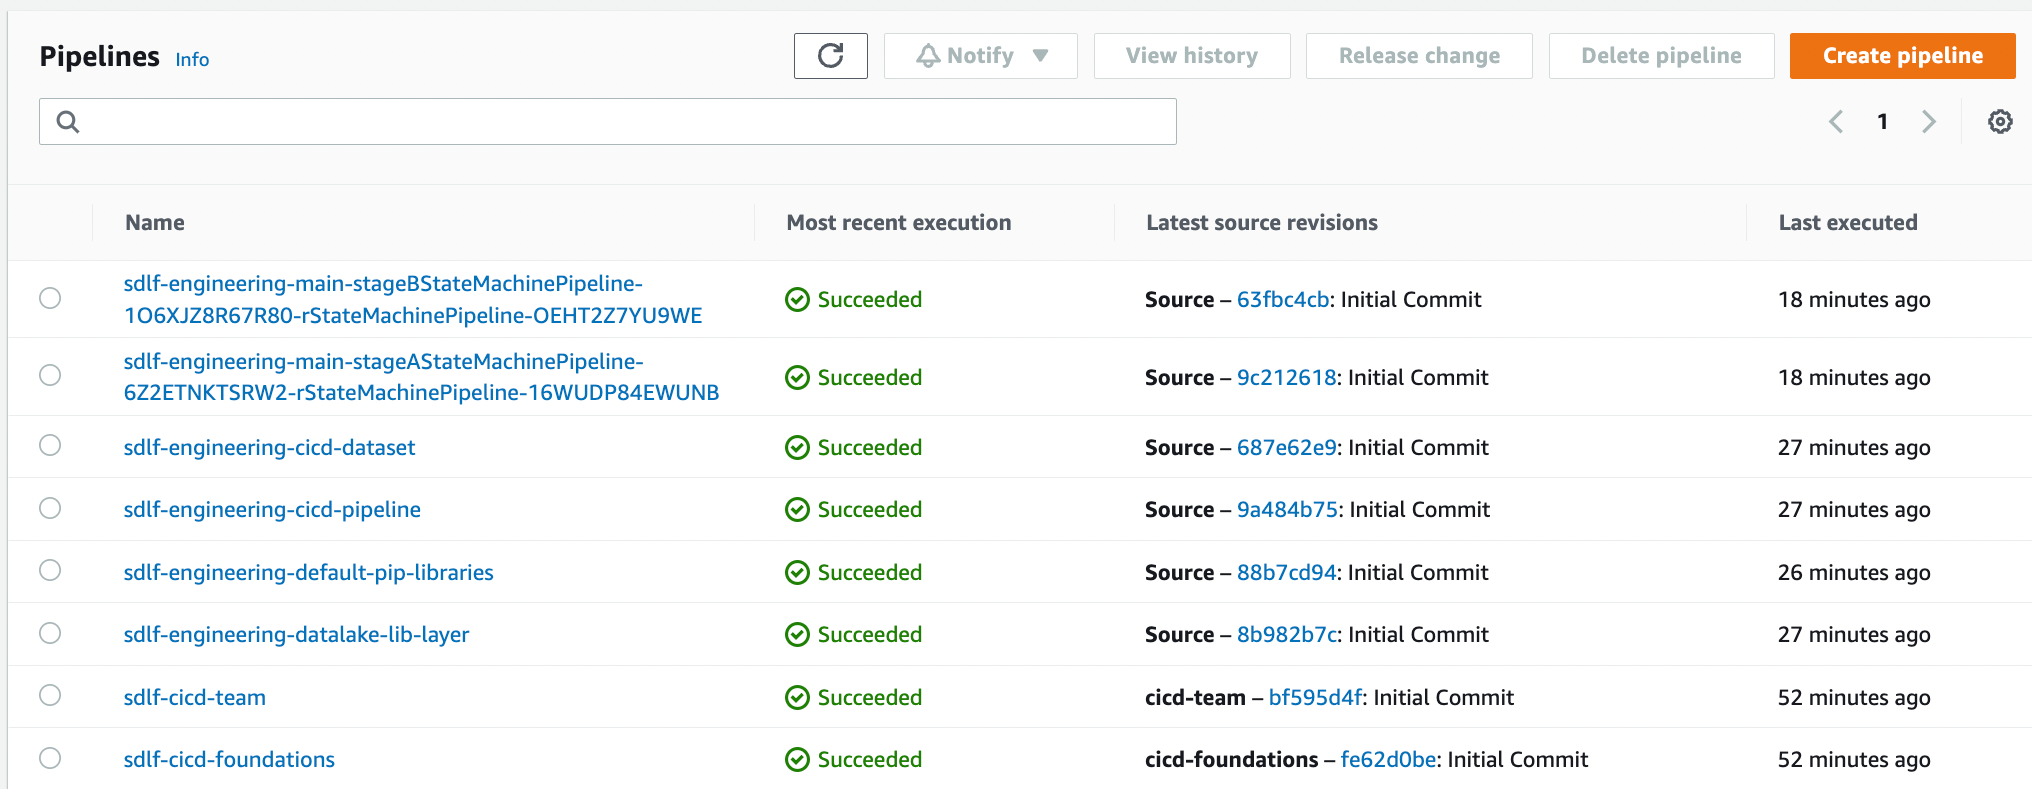 Pipelines Info
Notify
View history
Release change
Delete pipeline
Create pipeline
1
Name Most recent execution Latest source revisions Last executed
sdlf-engineering-main-stageBStateMachinePipeline-
1O6XJZ8R67R80-rStateMachinePipeline-OEHT2Z7YU9WE
Succeeded Source – 63fbc4cb: Initial Commit 18 minutes ago
sdlf-engineering-main-stageAStateMachinePipeline-
6Z2ETNKTSRW2-rStateMachinePipeline-16WUDP84EWUNB
Succeeded Source – 9c212618: Initial Commit 18 minutes ago
sdlf-engineering-cicd-dataset Succeeded Source – 687e62e9: Initial Commit 27 minutes ago
sdlf-engineering-cicd-pipeline Succeeded Source – 9a484b75: Initial Commit 27 minutes ago
sdlf-engineering-default-pip-libraries Succeeded Source – 88b7cd94: Initial Commit 26 minutes ago
sdlf-engineering-datalake-lib-layer Succeeded Source – 8b982b7c: Initial Commit 27 minutes ago
sdlf-cicd-team Succeeded cicd-team – bf595d4f: Initial Commit 52 minutes ago
sdlf-cicd-foundations Succeeded cicd-foundations – fe62d0be: Initial Commit 52 minutes ago